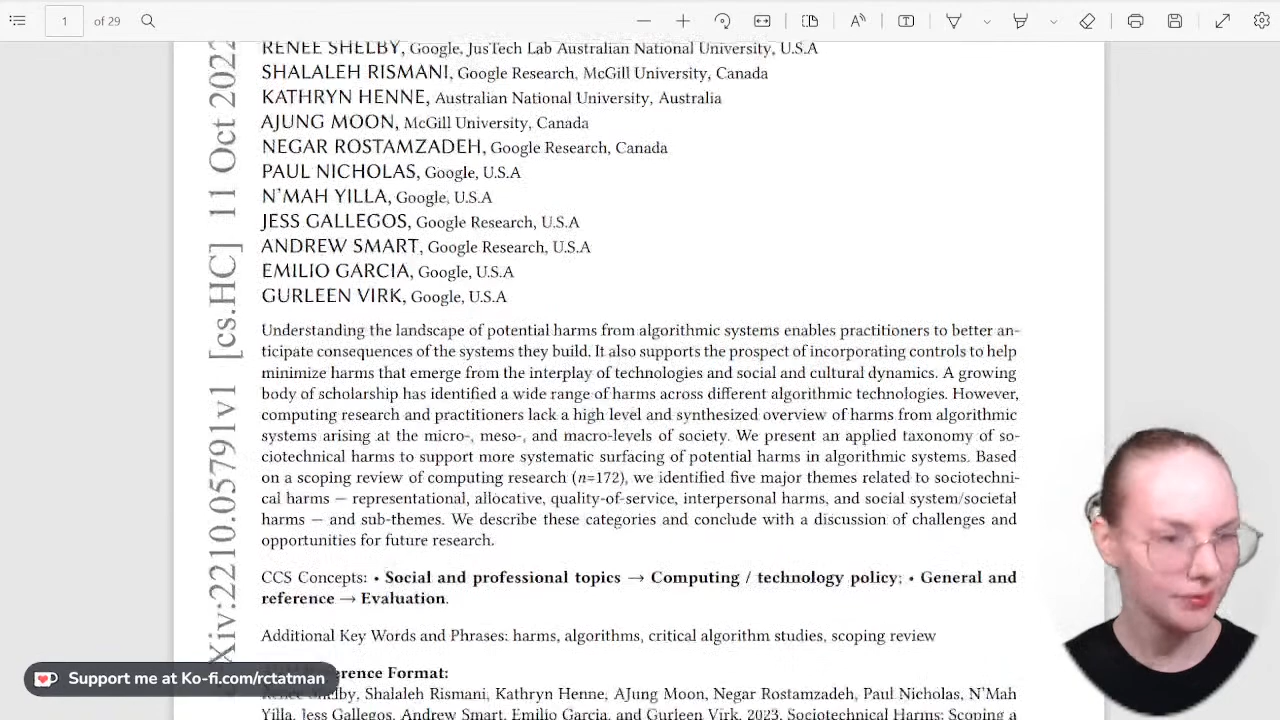 1 of 29
RENEE SHELBY, Google, JusTech Lab Australian National University, U.S.A
SHALALEH RISMANI, Google Research, McGill University, Canada
KATHRYN HENNE, Australian National University, Australia
AJUNG MOON, McGill University, Canada
NEGAR ROSTAMZADEH, Google Research, Canada
PAUL NICHOLAS, Google, U.S.A
N'MAH YILLA, Google, U.S.A
JESS GALLEGOS, Google Research, U.S.A
ANDREW SMART, Google Research, U.S.A
EMILIO GARCIA, Google, U.S.A
GURLEEN VIRK, Google, U.S.A
Xiv:2210.05791v1 [cs.HC] 11 Oct 2022
Understanding the landscape of potential harms from algorithmic systems enables practitioners to better an-
ticipate consequences of the systems they build. It also supports the prospect of incorporating controls to help
minimize harms that emerge from the interplay of technologies and social and cultural dynamics. A growing
body of scholarship has identified a wide range of harms across different algorithmic technologies. However,
computing research and practitioners lack a high level and synthesized overview of harms from algorithmic
systems arising at the micro-, meso-, and macro-levels of society. We present an applied taxonomy of so-
ciotechnical harms to support more systematic surfacing of potential harms in algorithmic systems. Based
on a scoping review of computing research (n=172), we identified five major themes related to sociotechni-
cal harms — representational, allocative, quality-of-service, interpersonal harms, and social system/societal
harms — and sub-themes. We describe these categories and conclude with a discussion of challenges and
opportunities for future research.
CCS Concepts: • Social and professional topics → Computing / technology policy; • General and
reference → Evaluation.
Additional Key Words and Phrases: harms, algorithms, critical algorithm studies, scoping review
erence Format:
Support me at Ko-fi.com/rctatman
Renee Shelby, Shalaleh Rismani, Kathryn Henne, AJung Moon, Negar Rostamzadeh, Paul Nicholas, N'Mah
Yilla, Jess Gallegos, Andrew Smart, Emilio Garcia, and Gurleen Virk. 2023. Sociotechnical Harms: Scoping a